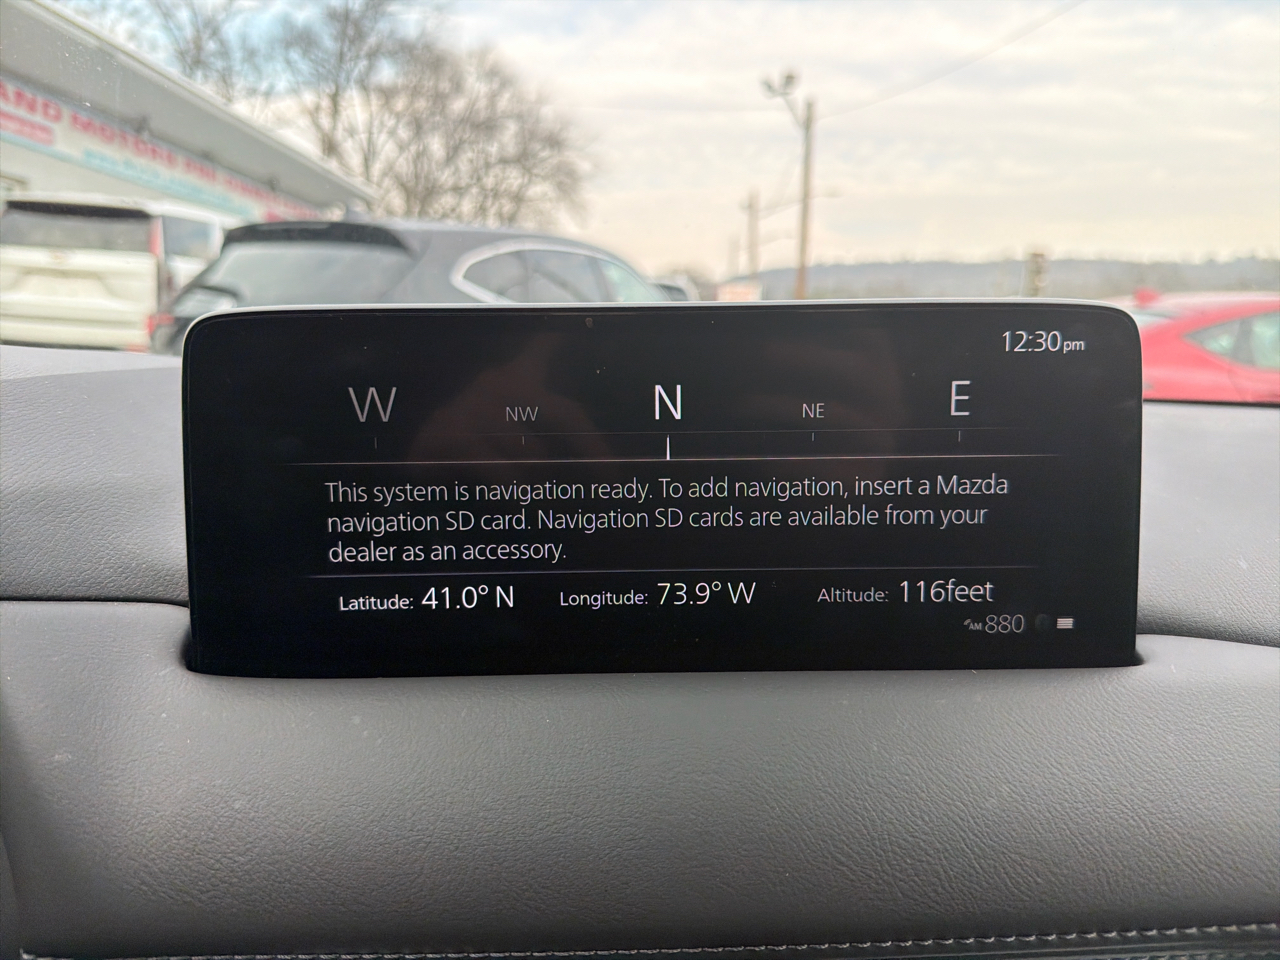 AND MOTORS
12:30pm
W NW N NE E
This system is navigation ready. To add navigation, insert a Mazda
navigation SD card. Navigation SD cards are available from your
dealer as an accessory.
Latitude: 41.0° N Longitude: 73.9° W Altitude: 116feet
AM 880